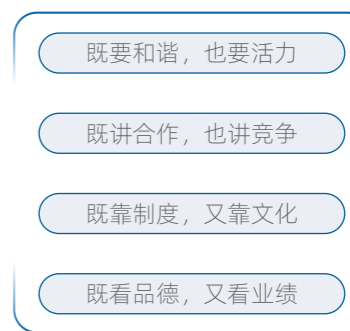 既要和谐，也要活力
既讲合作，也讲竞争
既靠制度，又靠文化
既看品德，又看业绩